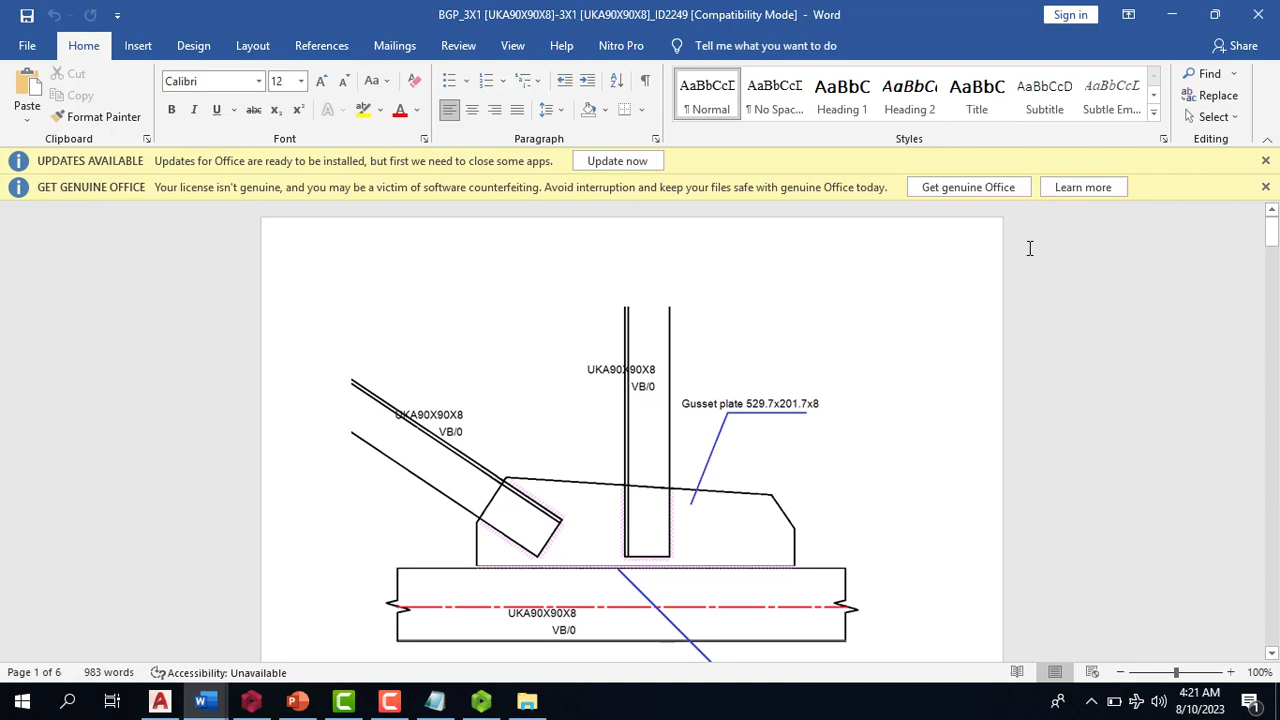 BGP_3X1 [UKA90X90X8]-3X1 [UKA90X90X8]_ID2249 [Compatibility Mode] - Word
Sign in
File Home Insert Design Layout References Mailings Review View Help Nitro Pro Tell me what you want to do Share
Paste
Cut
Copy
Format Painter
Clipboard
Calibri 12
Font
Paragraph
AaBbCcDc AaBbCcDc AaBbC AaBbCc AaBbC AaBbCcD AaBbCcDc
¶ Normal ¶ No Spac... Heading 1 Heading 2 Title Subtitle Subtle Em...
Styles
Find
Replace
Select
Editing
UPDATES AVAILABLE Updates for Office are ready to be installed, but first we need to close some apps. Update now
GET GENUINE OFFICE Your license isn't genuine, and you may be a victim of software counterfeiting. Avoid interruption and keep your files safe with genuine Office today. Get genuine Office Learn more
UKA90X90X8
VB/0
Gusset plate 529.7x201.7x8
UKA90X90X8
VB/0
UKA90X90X8
VB/0
Page 1 of 6 983 words Accessibility: Unavailable 100%
4:21 AM
8/10/2023